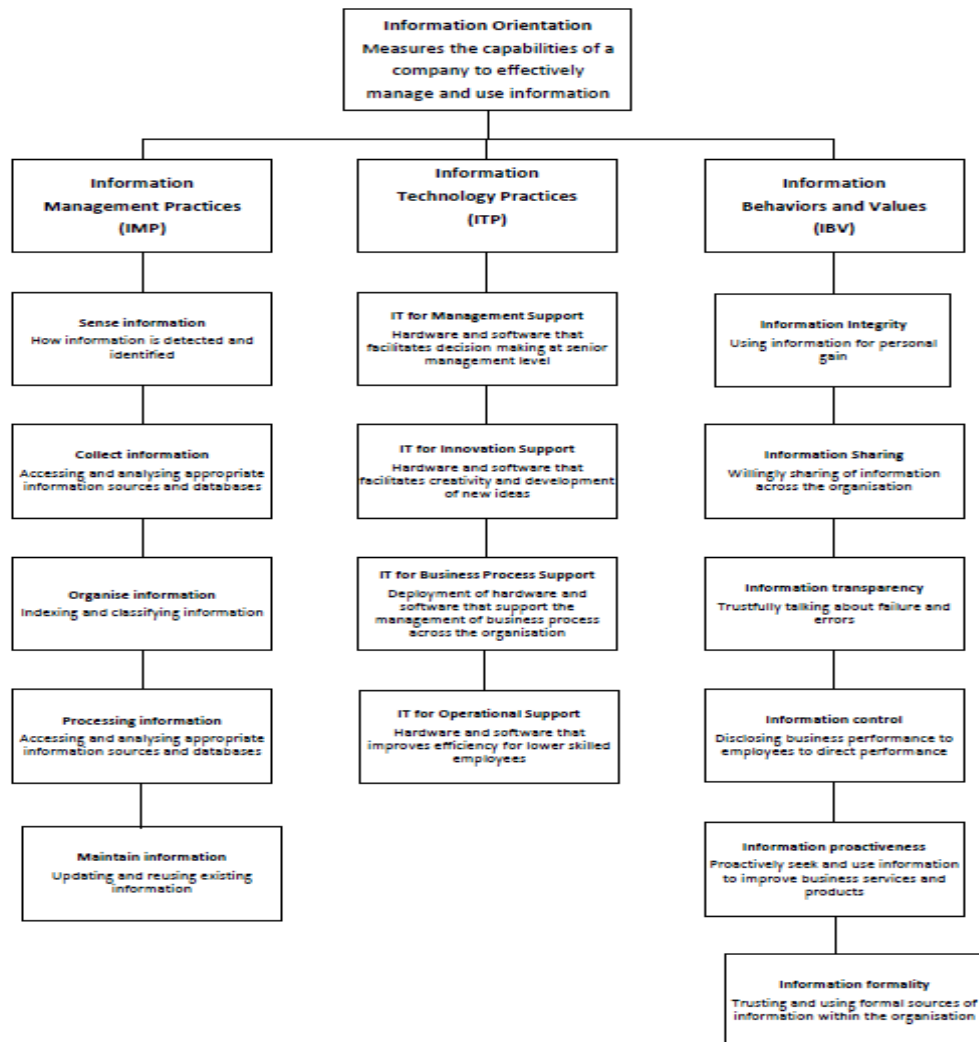 Information Orientation
Measures the capabilities of a
company to effectively
manage and use information
Information
Management Practices
(IMP)
Information
Technology Practices
(ITP)
Information
Behaviors and Values
(IBV)
Sense information
How information is detected and
identified
IT for Management Support
Hardware and software that
facilitates decision making at senior
management level
Information Integrity
Using information for personal
gain
Collect information
Accessing and analysing appropriate
information sources and databases
IT for Innovation Support
Hardware and software that
facilitates creativity and development
of new ideas
Information Sharing
Willingly sharing of information
across the organisation
Organise information
Indexing and classifying information
IT for Business Process Support
Deployment of hardware and
software that support the
management of business process
across the organisation
Information transparency
Trustfully talking about failure and
errors
Processing information
Accessing and analysing appropriate
information sources and databases
IT for Operational Support
Hardware and software that
improves efficiency for lower skilled
employees
Information control
Disclosing business performance to
employees to direct performance
Maintain information
Updating and reusing existing
information
Information proactiveness
Proactively seek and use information
to improve business services and
products
Information formality
Trusting and using formal sources of
information within the organisation